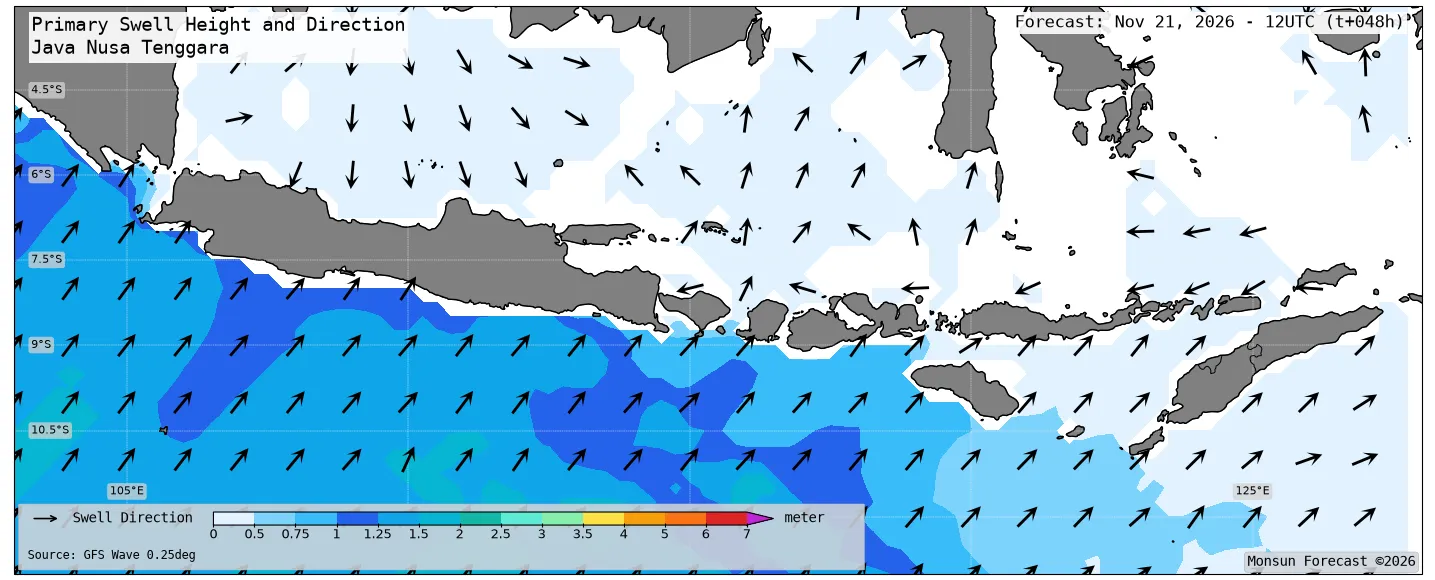 Primary Swell Height and Direction
Java Nusa Tenggara
Forecast: Nov 21, 2026 - 12UTC (t+048h)
4.5°S
6°S
7.5°S
9°S
10.5°S
105°E
125°E
Swell Direction
meter
0 0.5 0.75 1 1.25 1.5 2 2.5 3 3.5 4 5 6 7
Source: GFS Wave 0.25deg
Monsun Forecast ©2026